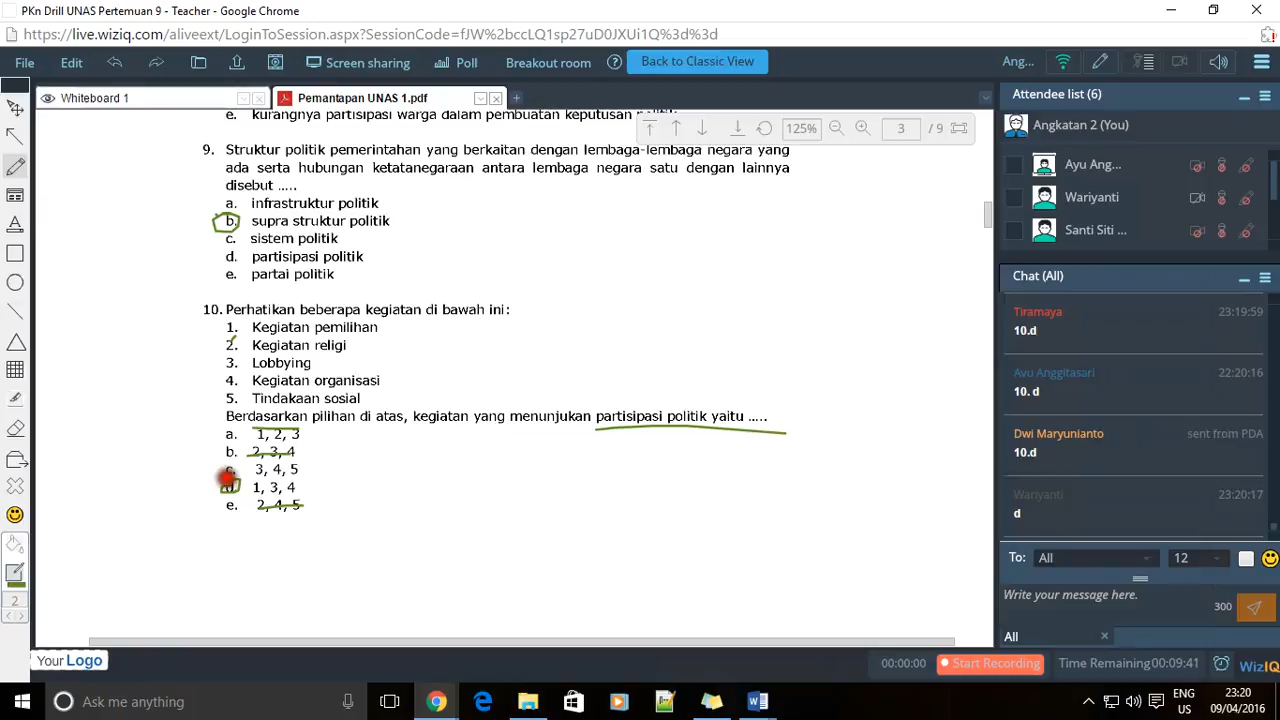 PKn Drill UNAS Pertemuan 9 - Teacher - Google Chrome
https://live.wiziq.com/aliveext/LoginToSession.aspx?SessionCode=fJW%2bccLQ1sp27uD0JXUi1Q%3d%3d
File Edit Screen sharing Poll Breakout room ? Back to Classic View Ang...
Whiteboard 1 Pemantapan UNAS 1.pdf +
Attendee list (6)
Angkatan 2 (You)
Ayu Ang...
Wariyanti
Santi Siti ...
e. kurangnya partisipasi warga dalam pembuatan keputusan politik.
125% 3 / 9
9. Struktur politik pemerintahan yang berkaitan dengan lembaga-lembaga negara yang
ada serta hubungan ketatanegaraan antara lembaga negara satu dengan lainnya
disebut .....
a. infrastruktur politik
b. supra struktur politik
c. sistem politik
d. partisipasi politik
e. partai politik
10. Perhatikan beberapa kegiatan di bawah ini:
1. Kegiatan pemilihan
2. Kegiatan religi
3. Lobbying
4. Kegiatan organisasi
5. Tindakaan sosial
Berdasarkan pilihan di atas, kegiatan yang menunjukan partisipasi politik yaitu .....
a. 1, 2, 3
b. 2, 3, 4
c. 3, 4, 5
d. 1, 3, 4
e. 2, 4, 5
Chat (All)
Tiramaya 23:19:59
10.d
Ayu Anggitasari 22:20:16
10. d
Dwi Maryunianto sent from PDA
10.d
Wariyanti 23:20:17
d
To: All 12
Write your message here.
300
All
2
Your Logo
00:00:00 Start Recording Time Remaining 00:09:41 WizIQ
Ask me anything
ENG
US
23:20
09/04/2016